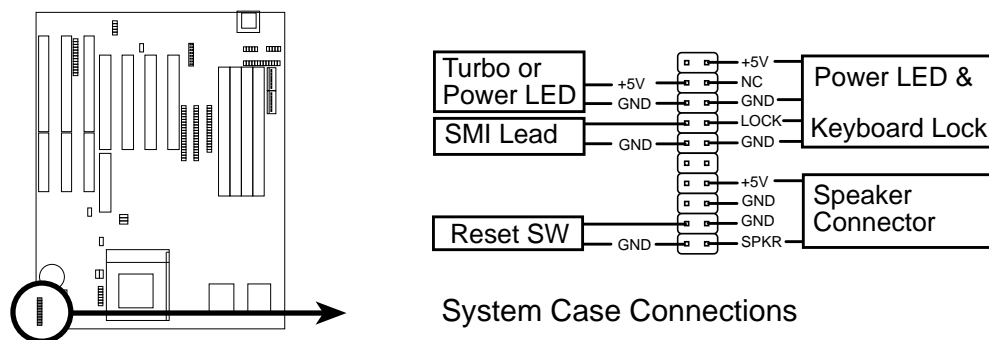 Turbo or
Power LED
+5V
GND
SMI Lead
GND
Reset SW
GND
+5V
NC
GND
LOCK
GND
+5V
GND
GND
SPKR
Power LED &
Keyboard Lock
Speaker
Connector
System Case Connections